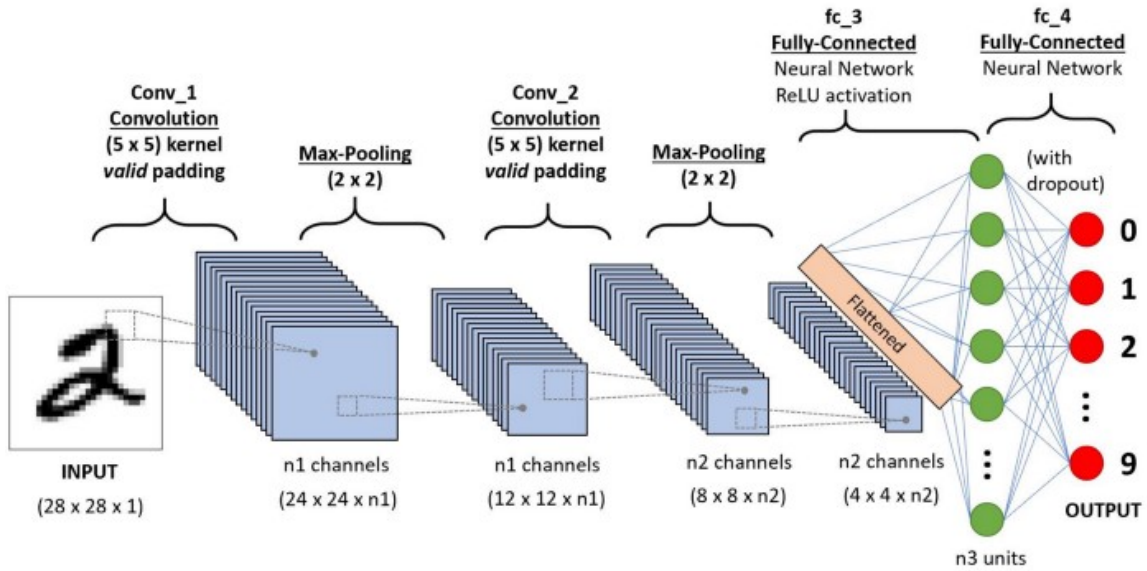 fc_3
Fully-Connected
Neural Network
ReLU activation
fc_4
Fully-Connected
Neural Network
Conv_1
Convolution
(5 x 5) kernel
valid padding
Max-Pooling
(2 x 2)
Conv_2
Convolution
(5 x 5) kernel
valid padding
Max-Pooling
(2 x 2)
(with
dropout)
Flattened
0
1
2
...
9
...
INPUT
(28 x 28 x 1)
n1 channels
(24 x 24 x n1)
n1 channels
(12 x 12 x n1)
n2 channels
(8 x 8 x n2)
n2 channels
(4 x 4 x n2)
n3 units
OUTPUT